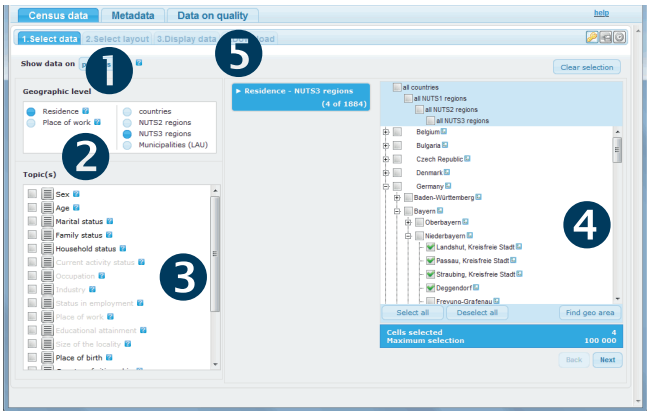 Census data Metadata Data on quality help
1.Select data 2.Select layout 3.Display data load
5
Show data on
1
Clear selection
Geographic level
Residence countries
Place of work NUTS2 regions
NUTS3 regions
Municipalities (LAU)
2
Topic(s)
Sex
Age
Marital status
Family status
Household status
Current activity status
Occupation
Industry
Status in employment
Place of work
Educational attainment
Size of the locality
Place of birth
3
Residence - NUTS3 regions
(4 of 1884)
all countries
all NUTS1 regions
all NUTS2 regions
all NUTS3 regions
Belgium
Bulgaria
Czech Republic
Denmark
Germany
Baden-Württemberg
Bayern
Oberbayern
Niederbayern
Landshut, Kreisfreie Stadt
Passau, Kreisfreie Stadt
Straubing, Kreisfreie Stadt
Deggendorf
Freyung-Grafenau
4
Select all Deselect all Find geo area
Cells selected 4
Maximum selection 100 000
Back Next